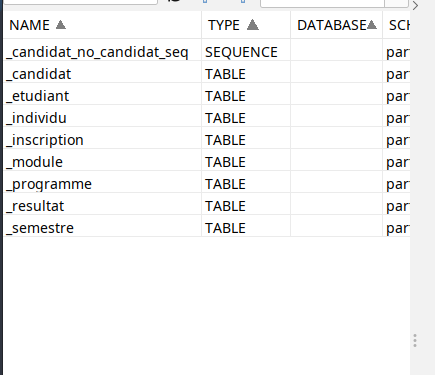 NAME TYPE DATABASE SCH
_candidat_no_candidat_seq SEQUENCE par
_candidat TABLE par
_etudiant TABLE par
_individu TABLE par
_inscription TABLE par
_module TABLE par
_programme TABLE par
_resultat TABLE par
_semestre TABLE par